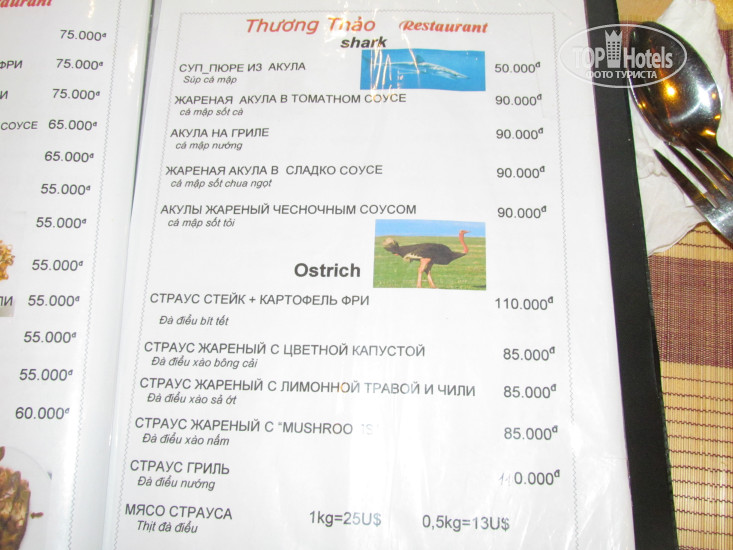 staurant
75.000đ
ФРИ 75.000đ
И 75.000đ
СОУСЕ 65.000đ
65.000đ
55.000đ
55.000đ
55.000đ
ЛИ 55.000đ
55.000đ
55.000đ
60.000đ
Thương Thảo Restaurant
shark
СУП_ПЮРЕ ИЗ АКУЛА 50.000đ
Súp cá mập
ЖАРЕНАЯ АКУЛА В ТОМАТНОМ СОУСЕ 90.000đ
cá mập sốt cà
АКУЛА НА ГРИЛЕ 90.000đ
cá mập nướng
ЖАРЕНАЯ АКУЛА В СЛАДКО СОУСЕ 90.000đ
cá mập sốt chua ngọt
АКУЛЫ ЖАРЕНЫЙ ЧЕСНОЧНЫМ СОУСОМ 90.000đ
cá mập sốt tỏi
Ostrich
СТРАУС СТЕЙК + КАРТОФЕЛЬ ФРИ 110.000đ
Đà điểu bít tết
СТРАУС ЖАРЕНЫЙ С ЦВЕТНОЙ КАПУСТОЙ 85.000đ
Đà điểu xào bông cải
СТРАУС ЖАРЕНЫЙ С ЛИМОННОЙ ТРАВОЙ И ЧИЛИ 85.000đ
Đà điểu xào sả ớt
СТРАУС ЖАРЕНЫЙ С "MUSHROO 85.000đ
Đà điểu xào nấm
СТРАУС ГРИЛЬ 110.000đ
Đà điểu nướng
МЯСО СТРАУСА 1kg=25U$ 0,5kg=13U$
Thịt đà điểu
TOP Hotels
ФОТО ТУРИСТА